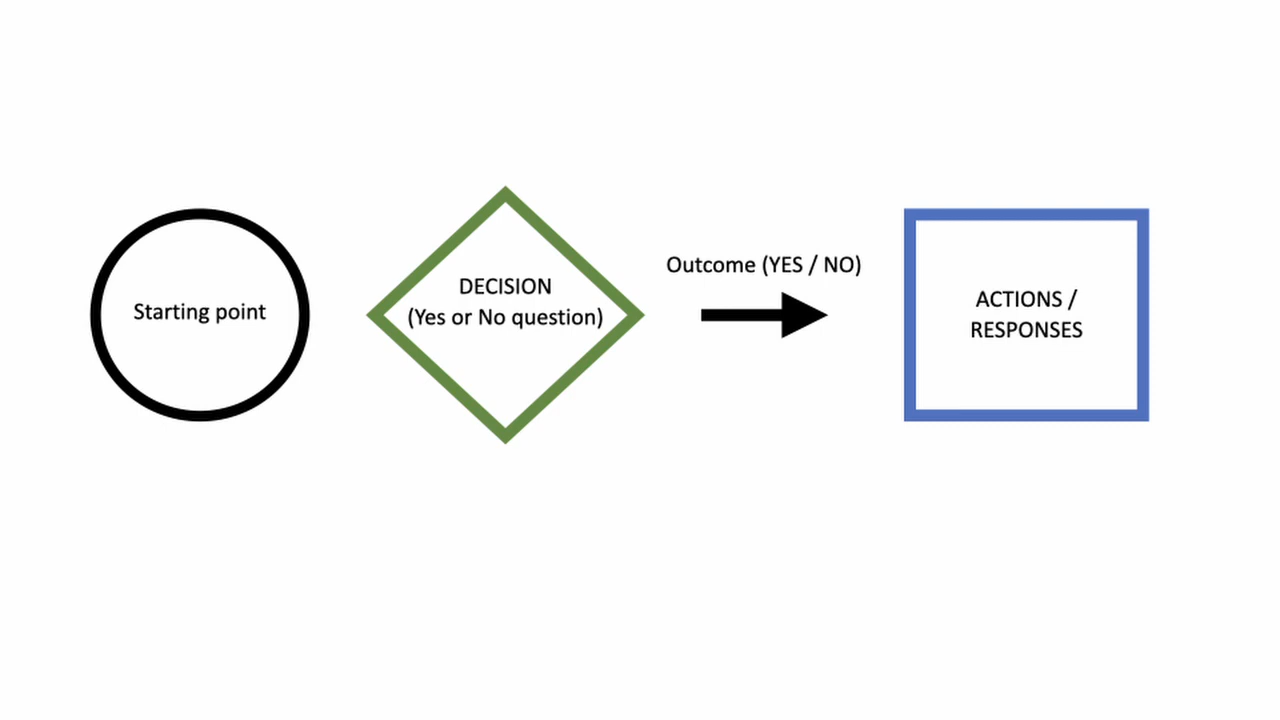 Starting point
DECISION
(Yes or No question)
Outcome (YES / NO)
ACTIONS /
RESPONSES